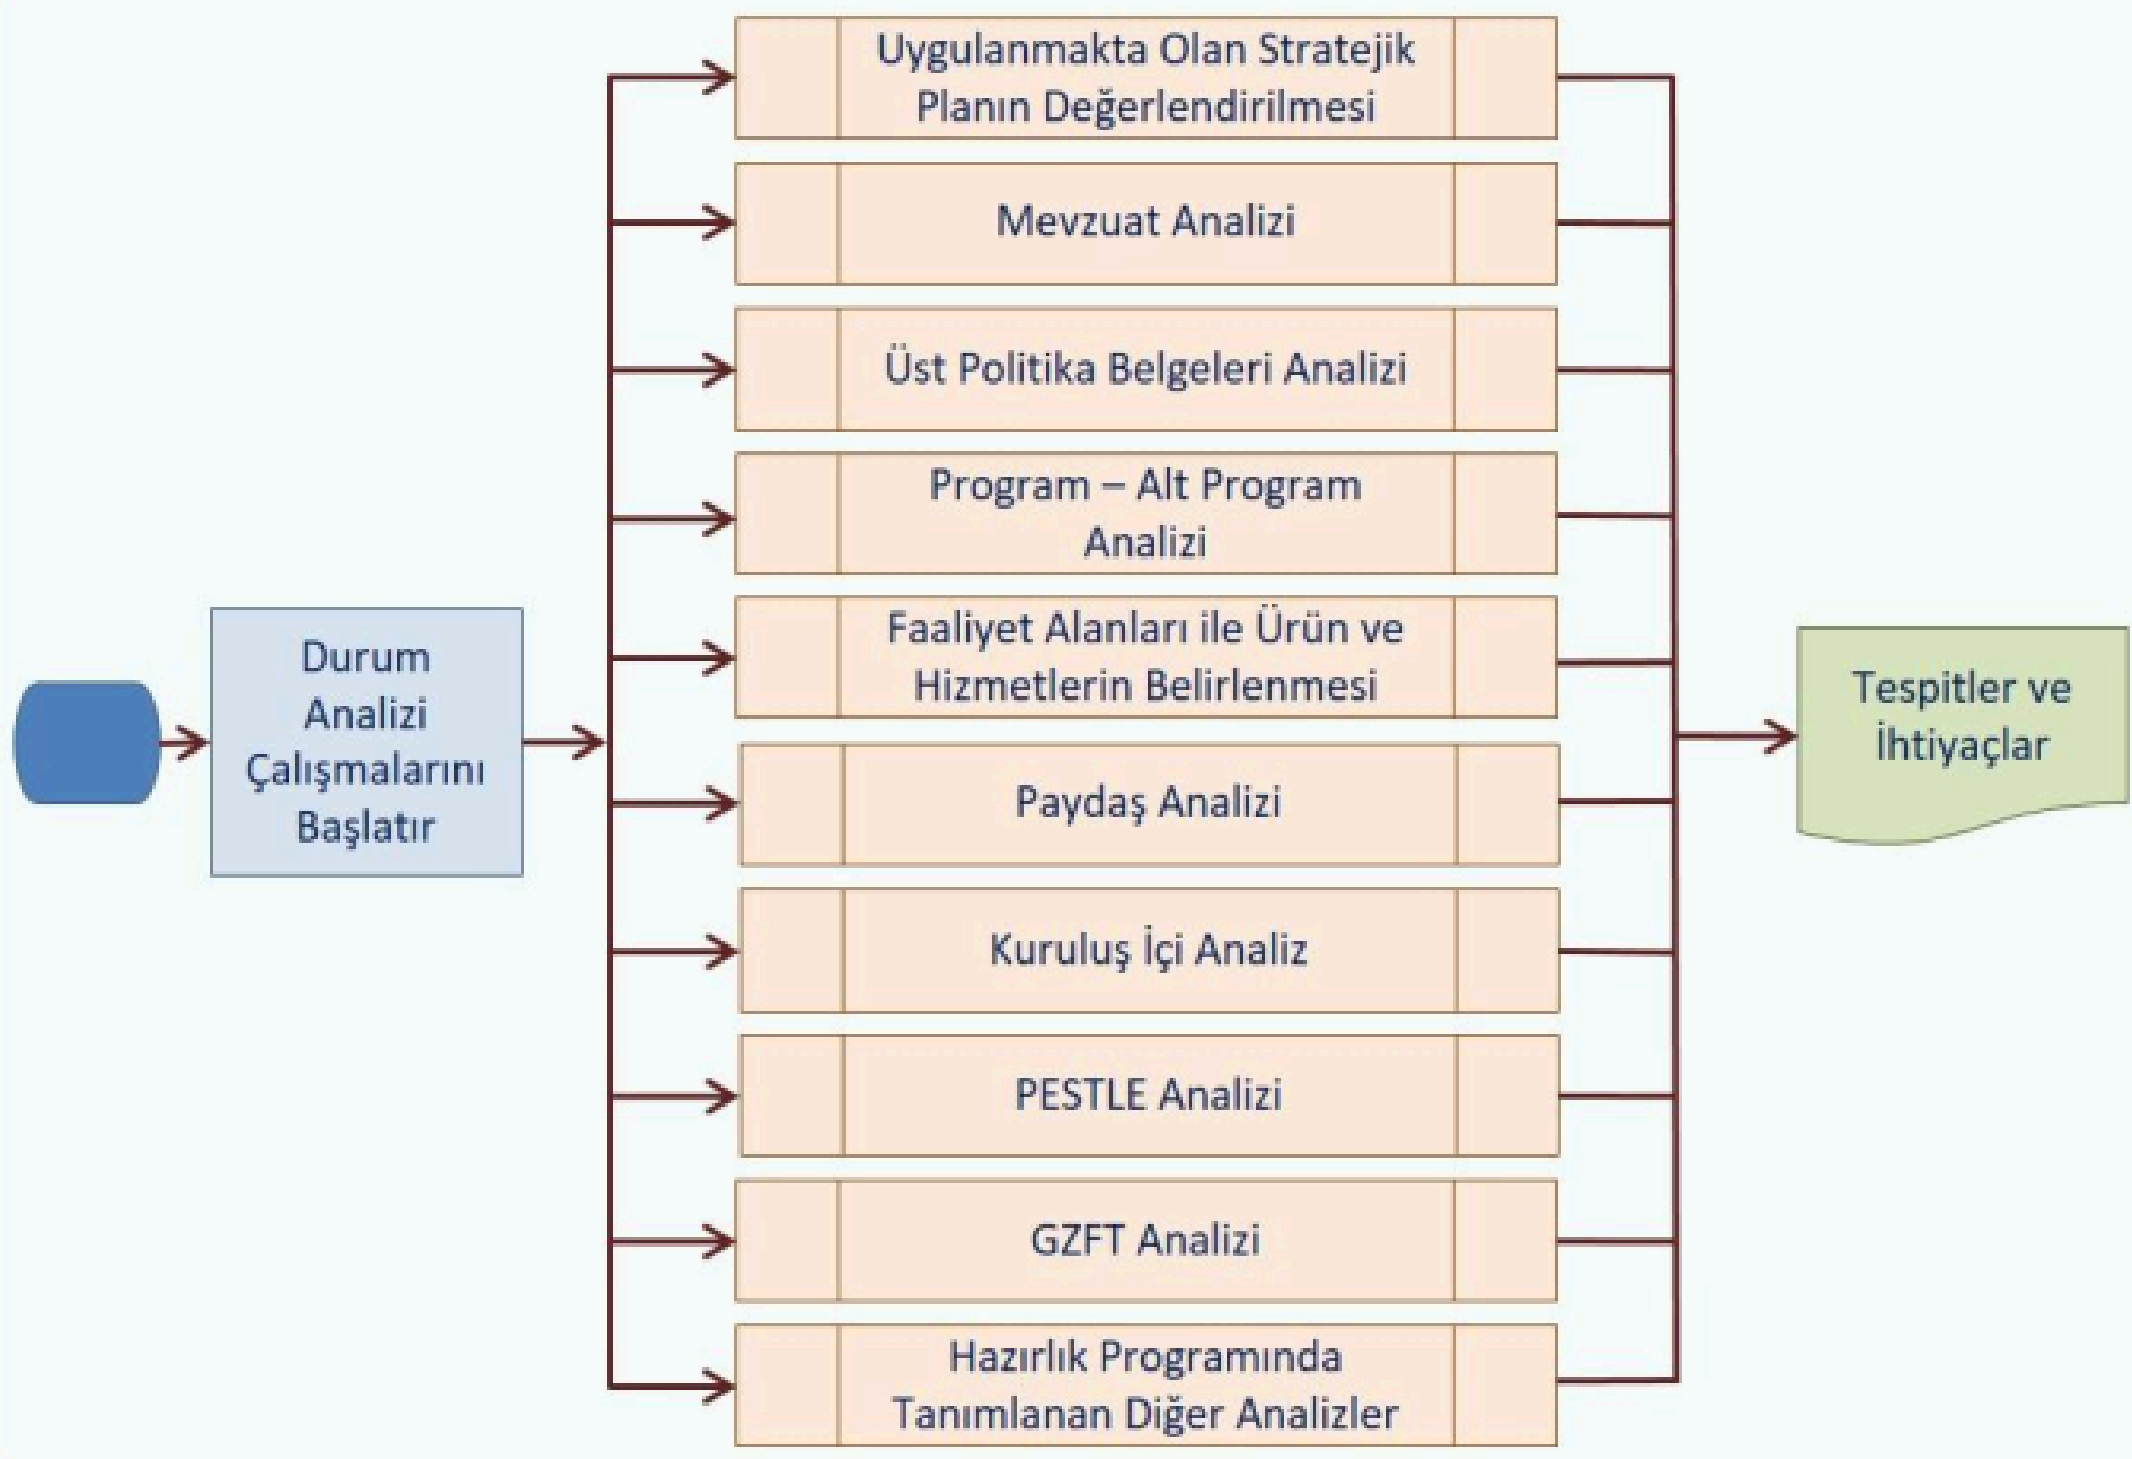 Uygulanmakta Olan Stratejik
Planın Değerlendirilmesi
Mevzuat Analizi
Üst Politika Belgeleri Analizi
Program – Alt Program
Analizi
Faaliyet Alanları ile Ürün ve
Hizmetlerin Belirlenmesi
Durum
Analizi
Çalışmalarını
Başlatır
Tespitler ve
İhtiyaçlar
Paydaş Analizi
Kuruluş İçi Analiz
PESTLE Analizi
GZFT Analizi
Hazırlık Programında
Tanımlanan Diğer Analizler